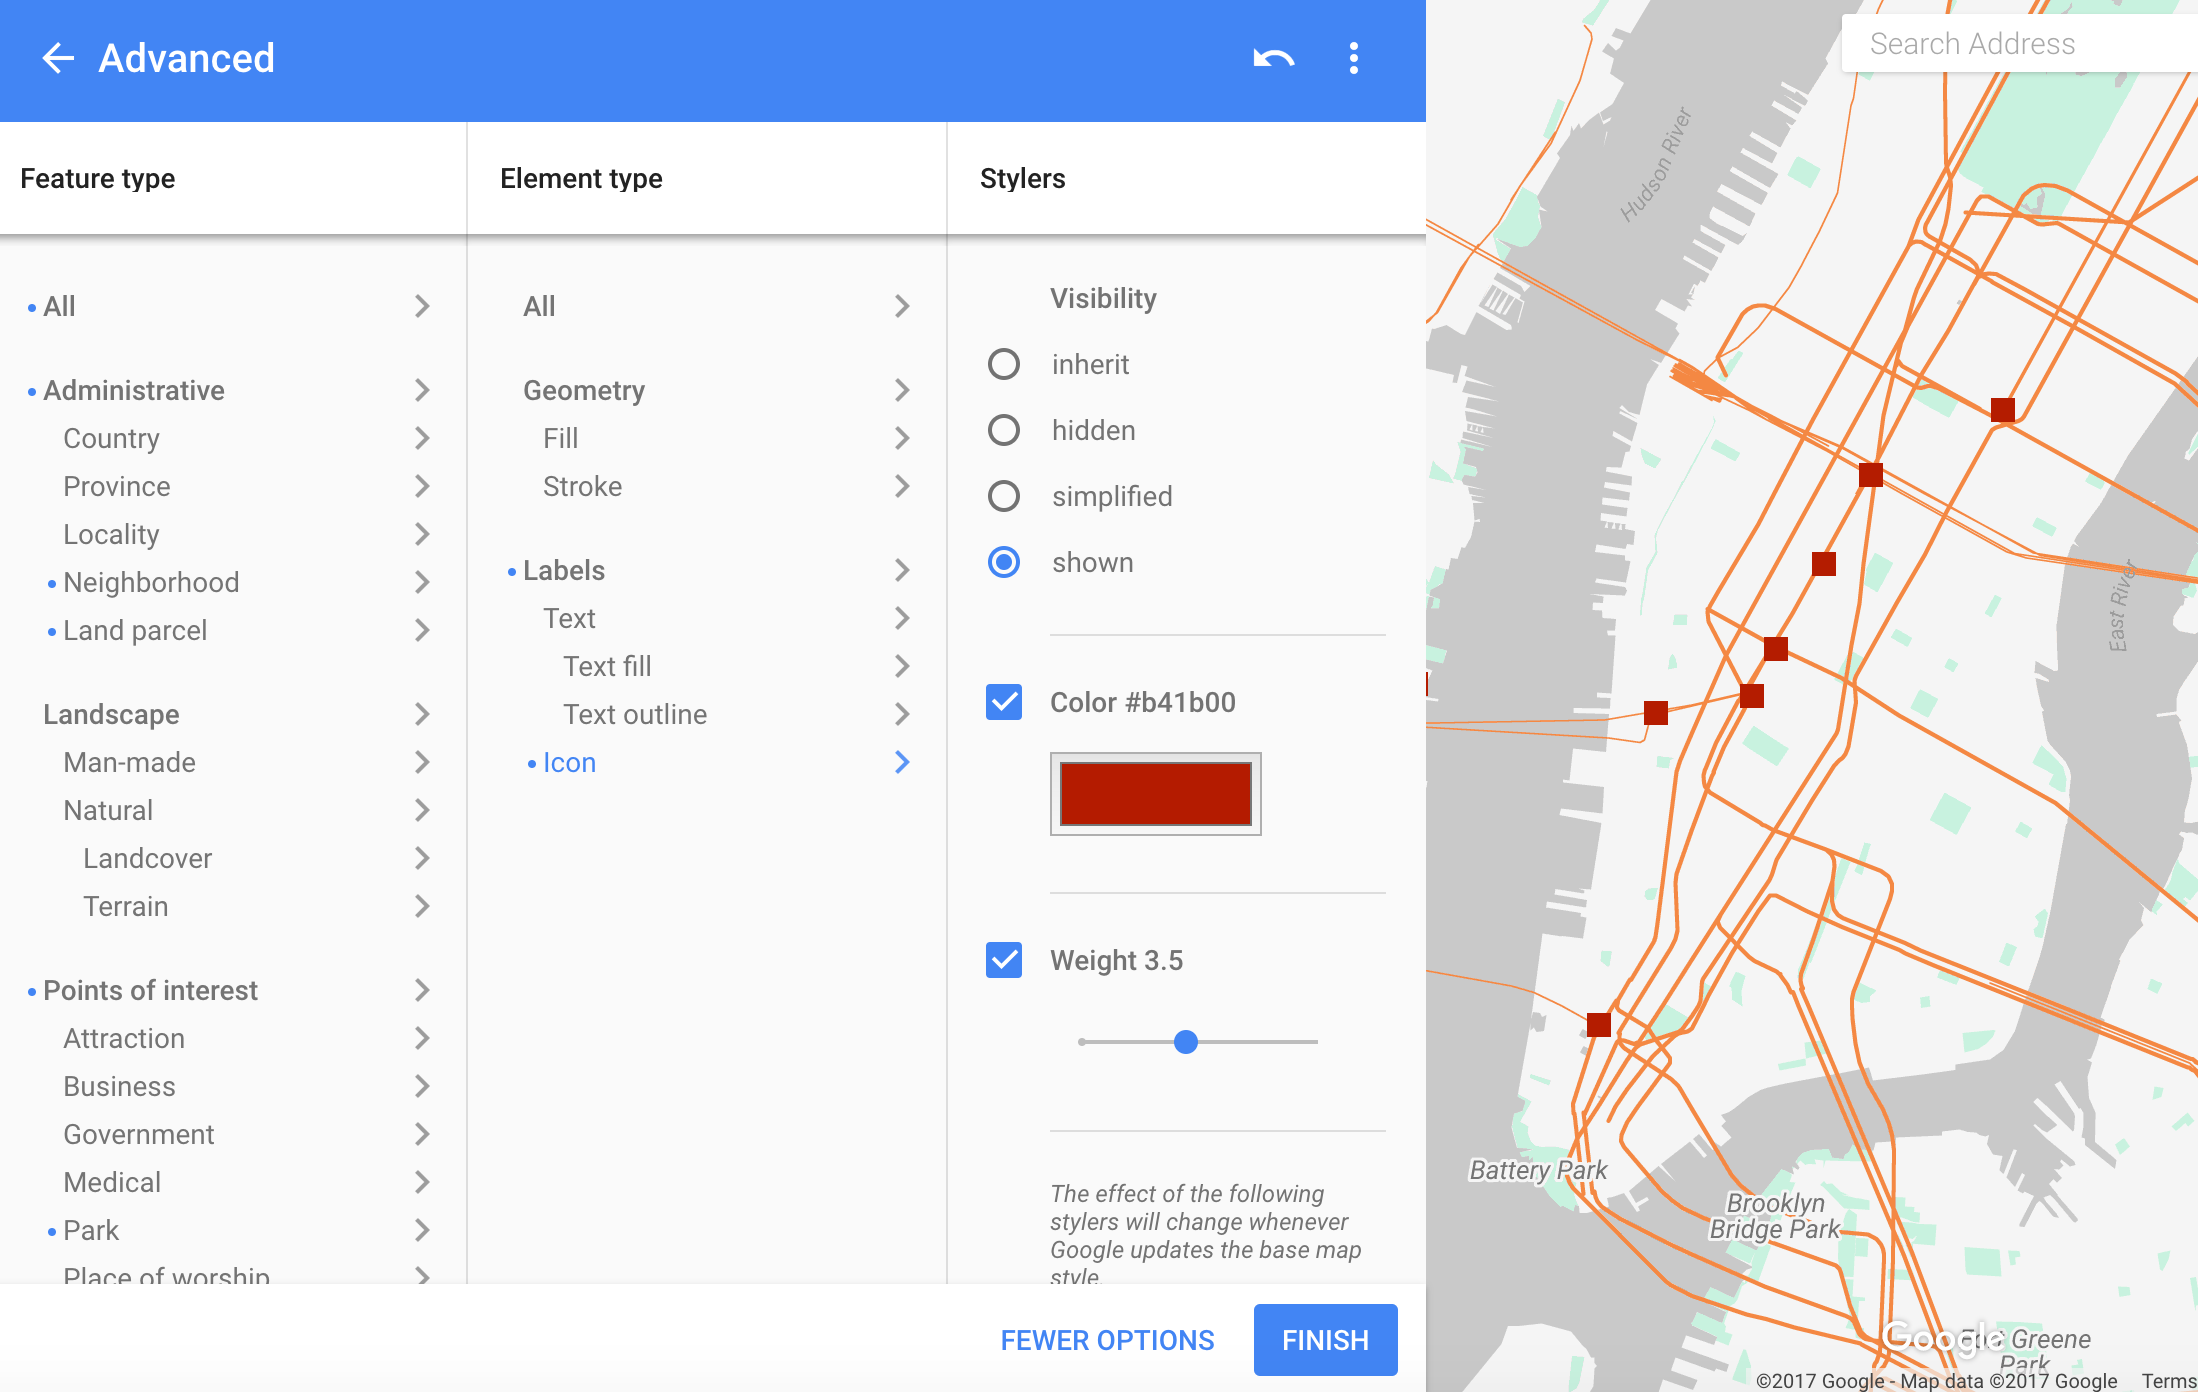 Advanced
Feature type
Element type
Stylers
All
Administrative
Country
Province
Locality
Neighborhood
Land parcel
Landscape
Man-made
Natural
Landcover
Terrain
Points of interest
Attraction
Business
Government
Medical
Park
Place of worship
All
Geometry
Fill
Stroke
Labels
Text
Text fill
Text outline
Icon
Visibility
inherit
hidden
simplified
shown
Color #b41b00
Weight 3.5
The effect of the following
stylers will change whenever
Google updates the base map
style.
FEWER OPTIONS
FINISH
Search Address
Hudson River
East River
Battery Park
Brooklyn
Bridge Park
Google
Greene
Park
©2017 Google - Map data ©2017 Google
Terms